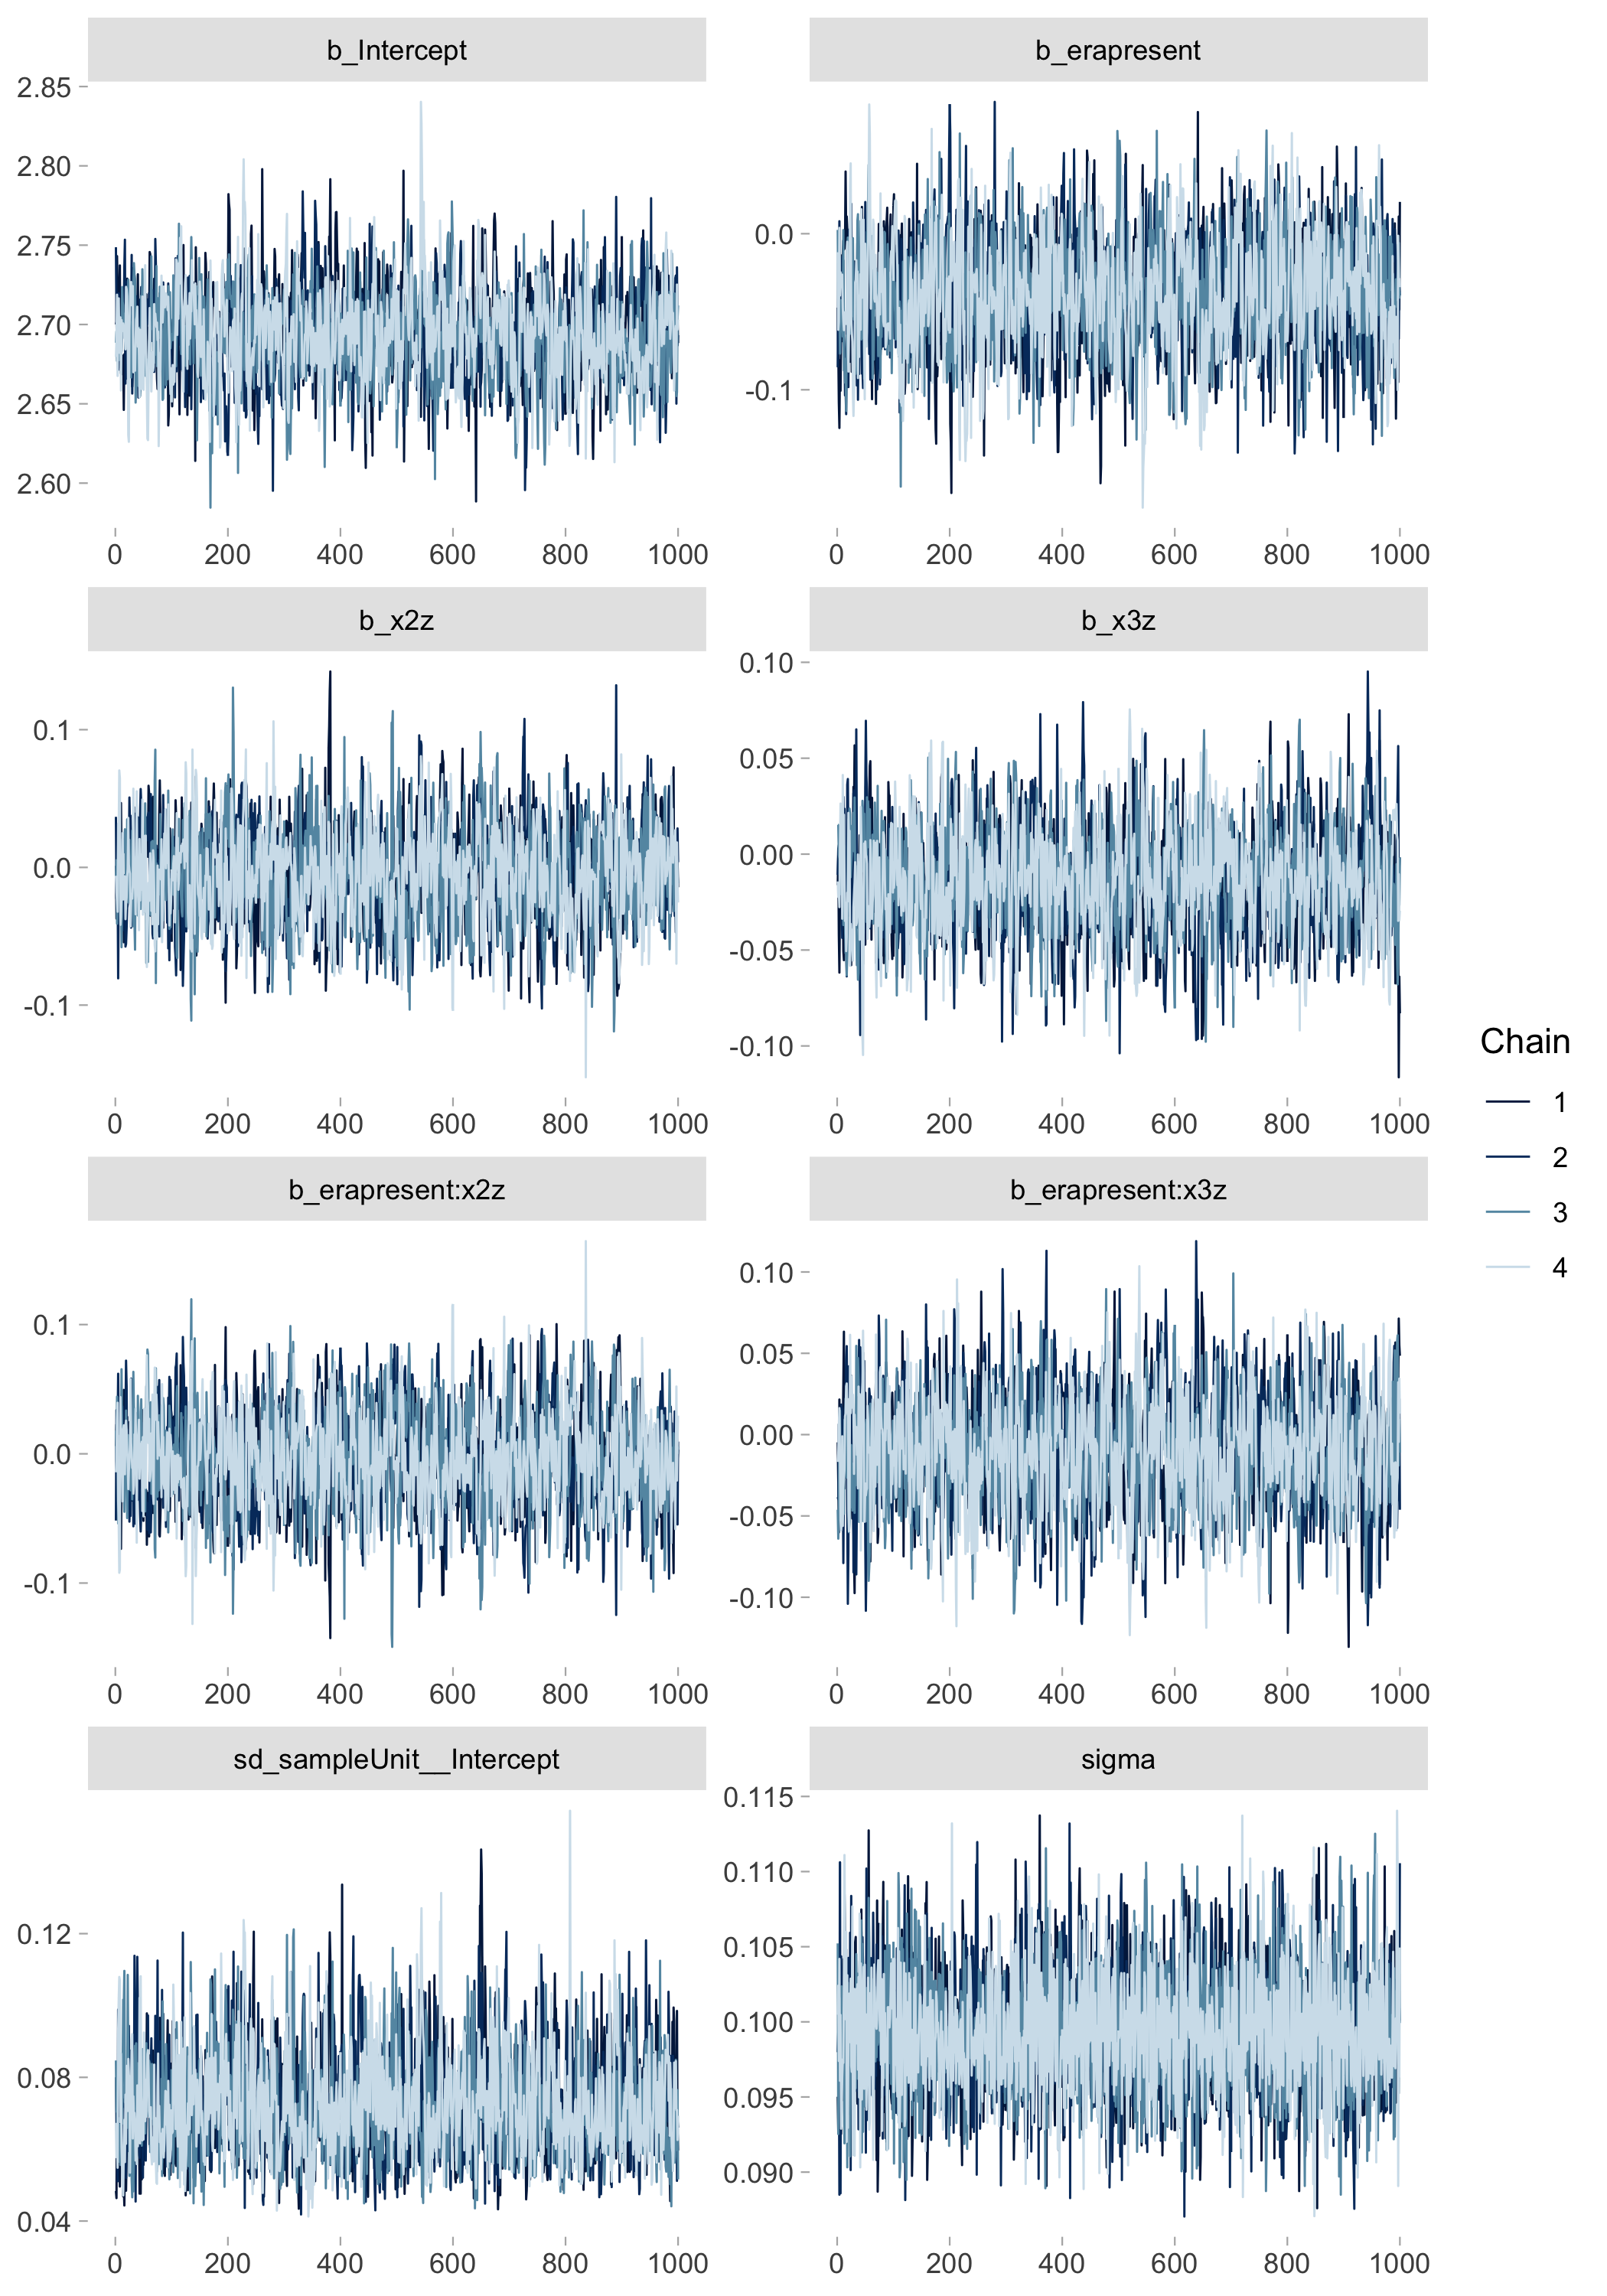 b_Intercept
2.85
2.80
2.75
2.70
2.65
2.60
0 200 400 600 800 1000
b_erapresent
0.0
-0.1
0 200 400 600 800 1000
b_x2z
0.1
0.0
-0.1
0 200 400 600 800 1000
b_x3z
0.10
0.05
0.00
-0.05
-0.10
0 200 400 600 800 1000
b_erapresent:x2z
0.1
0.0
-0.1
0 200 400 600 800 1000
b_erapresent:x3z
0.10
0.05
0.00
-0.05
-0.10
0 200 400 600 800 1000
sd_sampleUnit__Intercept
0.12
0.08
0.04
0 200 400 600 800 1000
sigma
0.115
0.110
0.105
0.100
0.095
0.090
0 200 400 600 800 1000
Chain
1
2
3
4